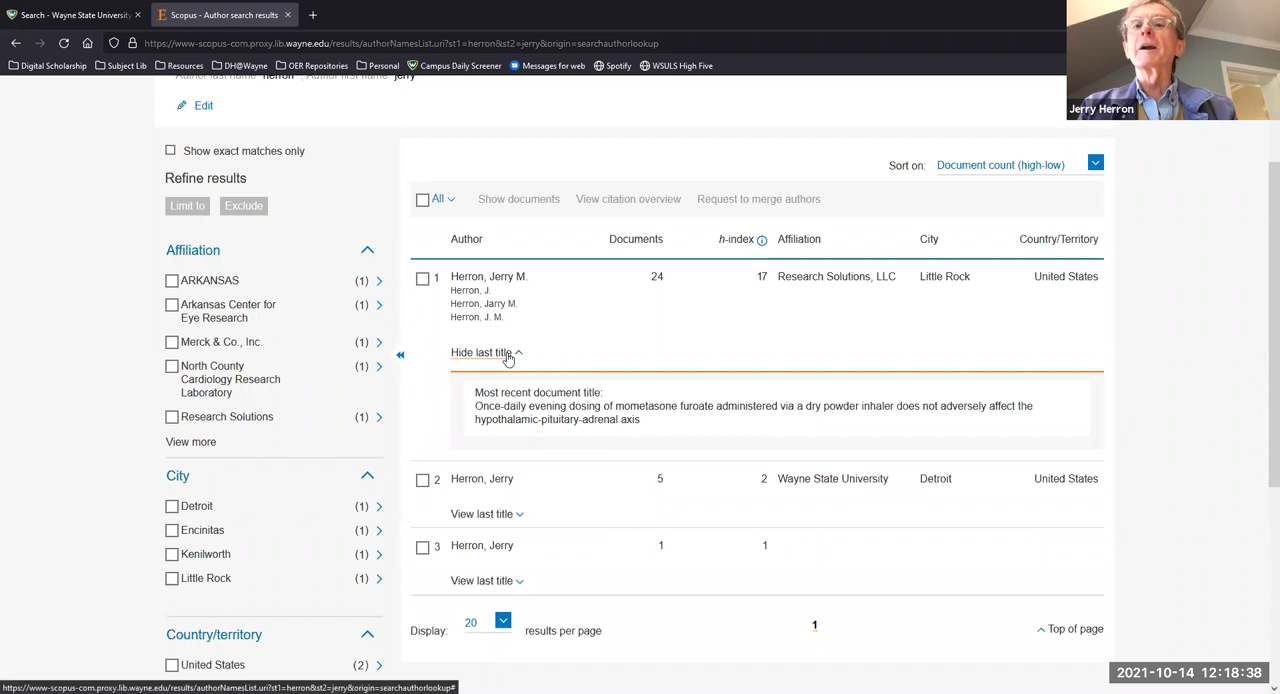 Search - Wayne State University
Scopus - Author search results
https://www-scopus-com.proxy.lib.wayne.edu/results/authorNamesList.uri?st1=herron&st2=jerry&origin=searchauthorlookup
Digital Scholarship
Subject Lib
Resources
DH@Wayne
OER Repositories
Personal
Campus Daily Screener
Messages for web
Spotify
WSULS High Five
Jerry Herron
Author last name herron , Author first name jerry
Edit
Show exact matches only
Refine results
Limit to
Exclude
Affiliation
ARKANSAS (1)
Arkansas Center for (1)
Eye Research
Merck & Co., Inc. (1)
North County (1)
Cardiology Research
Laboratory
Research Solutions (1)
View more
City
Detroit (1)
Encinitas (1)
Kenilworth (1)
Little Rock (1)
Country/territory
United States (2)
Sort on: Document count (high-low)
All Show documents View citation overview Request to merge authors
Author Documents h-index Affiliation City Country/Territory
1 Herron, Jerry M. 24 17 Research Solutions, LLC Little Rock United States
Herron, J.
Herron, Jarry M.
Herron, J. M.
Hide last title
Most recent document title:
Once-daily evening dosing of mometasone furoate administered via a dry powder inhaler does not adversely affect the
hypothalamic-pituitary-adrenal axis
2 Herron, Jerry 5 2 Wayne State University Detroit United States
View last title
3 Herron, Jerry 1 1
View last title
Display: 20 results per page
1
Top of page
https://www-scopus-com.proxy.lib.wayne.edu/results/authorNamesList.uri?st1=herron&st2=jerry&origin=searchauthorlookup#
2021-10-14 12:18:38